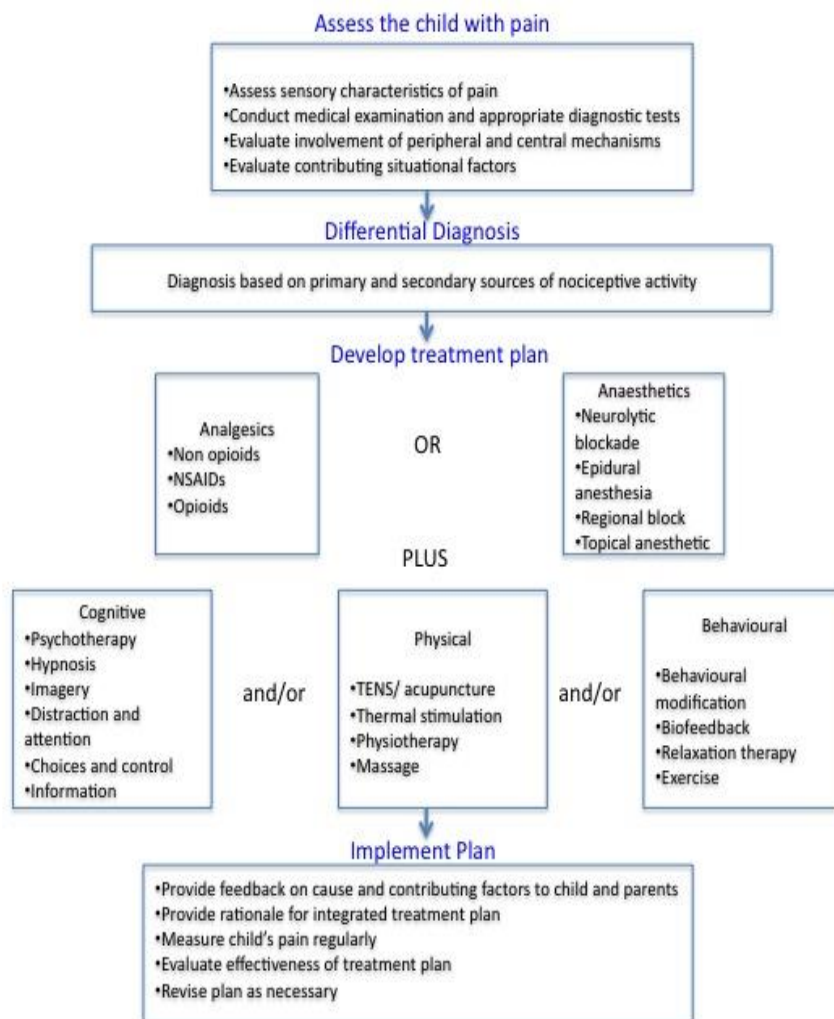 Assess the child with pain
•Assess sensory characteristics of pain
•Conduct medical examination and appropriate diagnostic tests
•Evaluate involvement of peripheral and central mechanisms
•Evaluate contributing situational factors
Differential Diagnosis
Diagnosis based on primary and secondary sources of nociceptive activity
Develop treatment plan
Analgesics
•Non opioids
•NSAIDs
•Opioids
OR
Anaesthetics
•Neurolytic
blockade
•Epidural
anesthesia
•Regional block
•Topical anesthetic
PLUS
Cognitive
•Psychotherapy
•Hypnosis
•Imagery
•Distraction and
attention
•Choices and control
•Information
and/or
Physical
•TENS/ acupuncture
•Thermal stimulation
•Physiotherapy
•Massage
and/or
Behavioural
•Behavioural
modification
•Biofeedback
•Relaxation therapy
•Exercise
Implement Plan
•Provide feedback on cause and contributing factors to child and parents
•Provide rationale for integrated treatment plan
•Measure child's pain regularly
•Evaluate effectiveness of treatment plan
•Revise plan as necessary